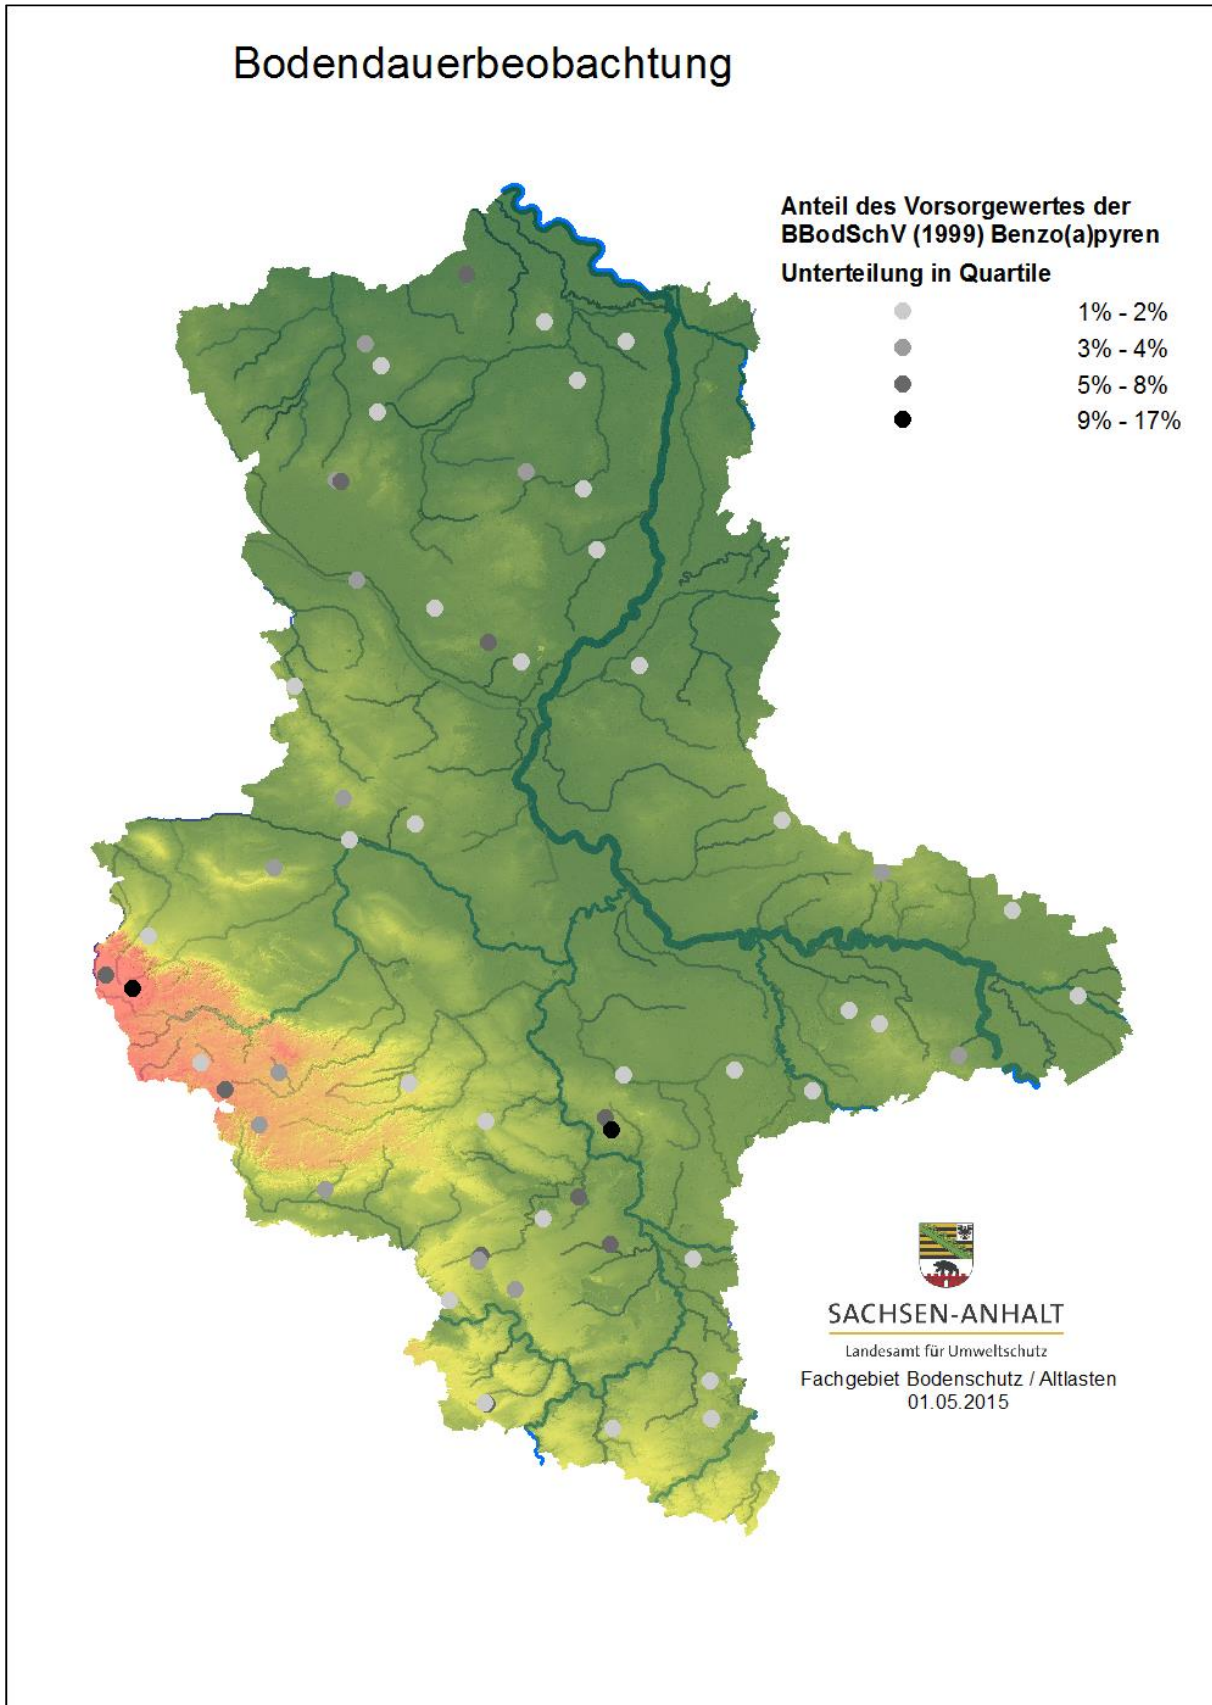 Bodendauerbeobachtung
Anteil des Vorsorgewertes der
BBodSchV (1999) Benzo(a)pyren
Unterteilung in Quartile
1% - 2%
3% - 4%
5% - 8%
9% - 17%
SACHSEN-ANHALT
Landesamt für Umweltschutz
Fachgebiet Bodenschutz / Altlasten
01.05.2015